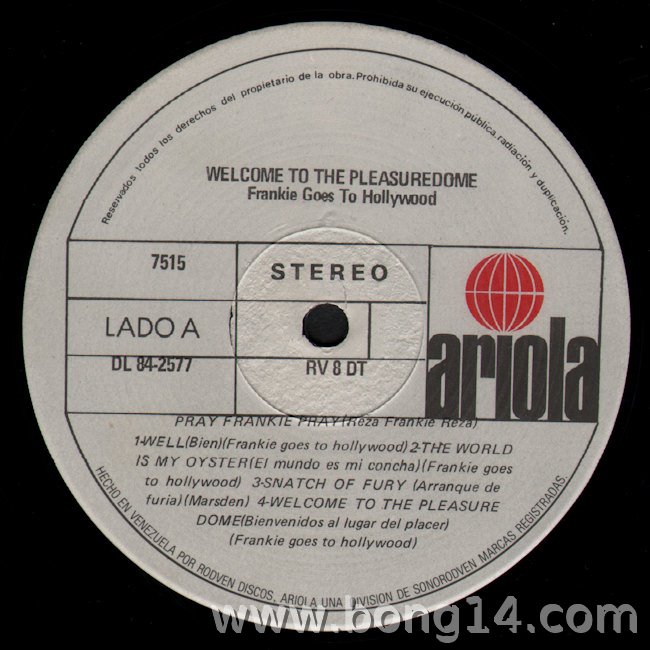 Reservados todos los derechos del propietario de la obra. Prohibida su ejecución pública, radiación y duplicación.
WELCOME TO THE PLEASUREDOME
Frankie Goes To Hollywood
7515
STEREO
LADO A
DL 84-2577
RV 8 DT
ariola
PRAY FRANKIE PRAY(Reza Frankie Reza)
1-WELL(Bien)(Frankie goes to hollywood) 2-THE WORLD
IS MY OYSTER(El mundo es mi concha)(Frankie goes
to hollywood) 3-SNATCH OF FURY (Arranque de
furia)(Marsden) 4-WELCOME TO THE PLEASURE
DOME(Bienvenidos al lugar del placer)
(Frankie goes to hollywood)
HECHO EN VENEZUELA POR RODVEN DISCOS, ARIOLA UNA DIVISION DE SONORODVEN MARCAS REGISTRADAS.
www.bong14.com